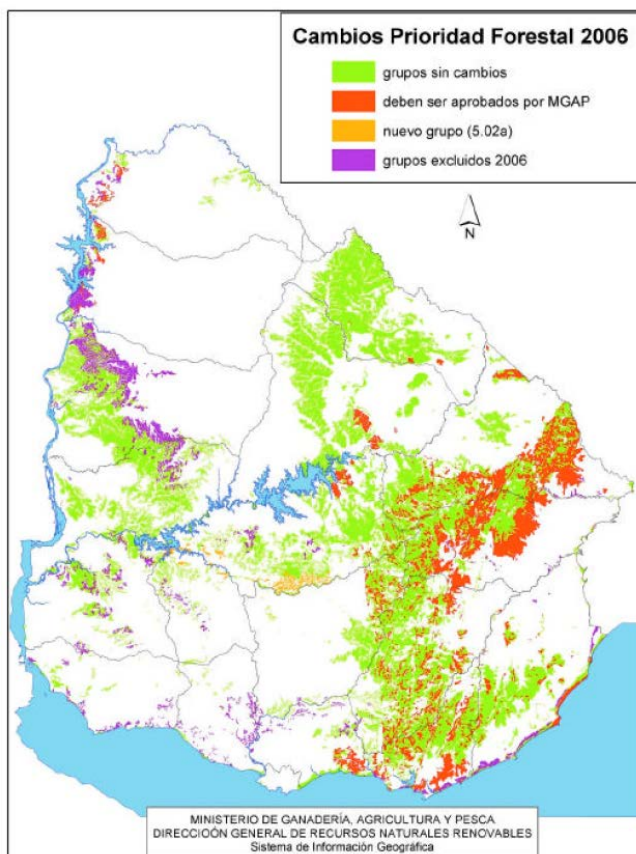 Cambios Prioridad Forestal 2006
grupos sin cambios
deben ser aprobados por MGAP
nuevo grupo (5.02a)
grupos excluidos 2006
N
MINISTERIO DE GANADERÍA, AGRICULTURA Y PESCA
DIRECCIOÓN GENERAL DE RECURSOS NATURALES RENOVABLES
Sistema de Información Geográfica